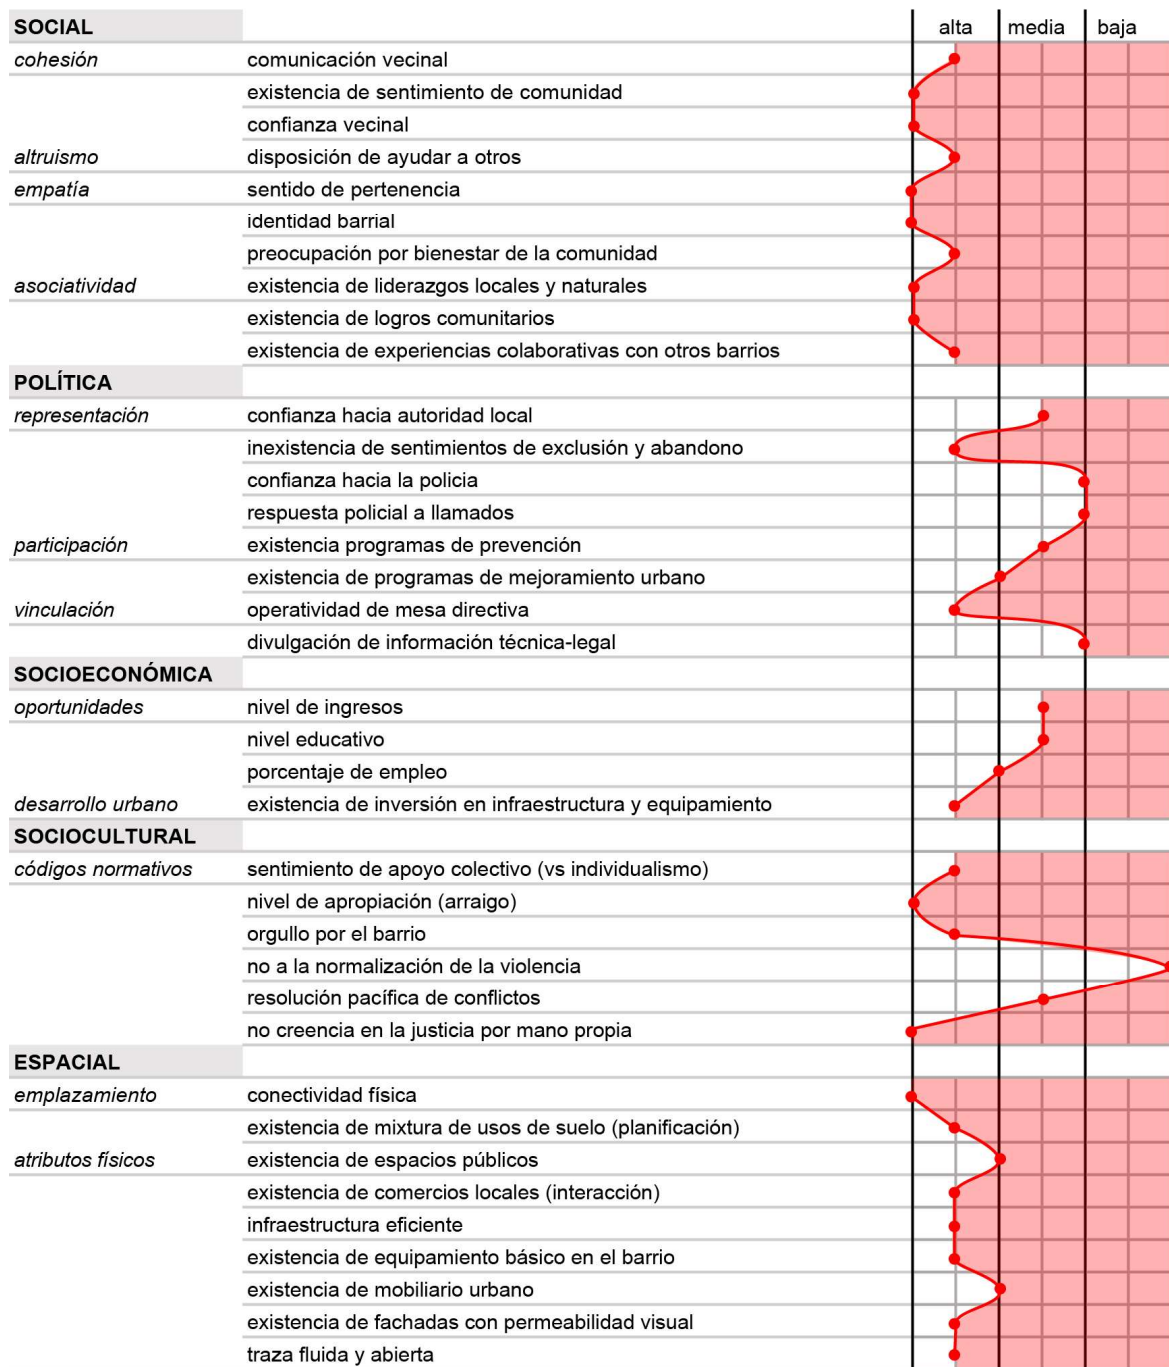 SOCIAL alta media baja
cohesión comunicación vecinal
existencia de sentimiento de comunidad
confianza vecinal
altruismo disposición de ayudar a otros
empatía sentido de pertenencia
identidad barrial
preocupación por bienestar de la comunidad
asociatividad existencia de liderazgos locales y naturales
existencia de logros comunitarios
existencia de experiencias colaborativas con otros barrios
POLÍTICA
representación confianza hacia autoridad local
inexistencia de sentimientos de exclusión y abandono
confianza hacia la policia
respuesta policial a llamados
participación existencia programas de prevención
existencia de programas de mejoramiento urbano
vinculación operatividad de mesa directiva
divulgación de información técnica-legal
SOCIOECONÓMICA
oportunidades nivel de ingresos
nivel educativo
porcentaje de empleo
desarrollo urbano existencia de inversión en infraestructura y equipamiento
SOCIOCULTURAL
códigos normativos sentimiento de apoyo colectivo (vs individualismo)
nivel de apropiación (arraigo)
orgullo por el barrio
no a la normalización de la violencia
resolución pacífica de conflictos
no creencia en la justicia por mano propia
ESPACIAL
emplazamiento conectividad física
existencia de mixtura de usos de suelo (planificación)
atributos físicos existencia de espacios públicos
existencia de comercios locales (interacción)
infraestructura eficiente
existencia de equipamiento básico en el barrio
existencia de mobiliario urbano
existencia de fachadas con permeabilidad visual
traza fluida y abierta